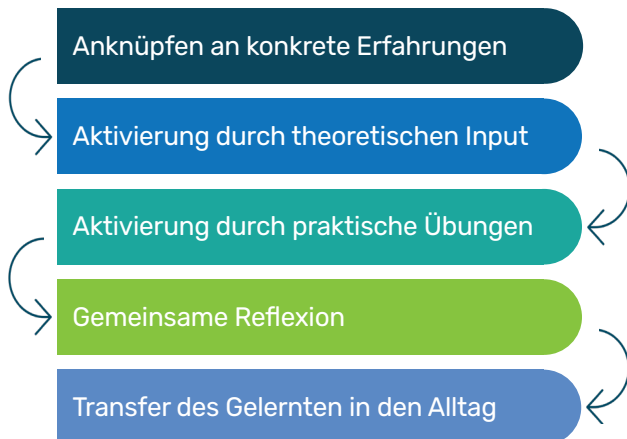 Anknüpfen an konkrete Erfahrungen
Aktivierung durch theoretischen Input
Aktivierung durch praktische Übungen
Gemeinsame Reflexion
Transfer des Gelernten in den Alltag